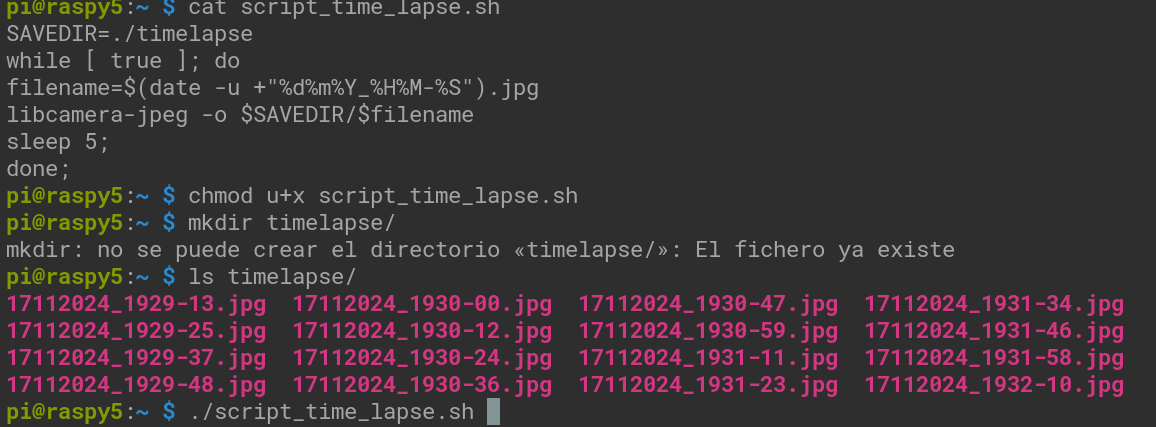 pi@raspy5:~ $ cat script_time_lapse.sh
SAVEDIR=./timelapse
while [ true ]; do
filename=$(date -u +"%d%m%Y_%H%M-%S").jpg
libcamera-jpeg -o $SAVEDIR/$filename
sleep 5;
done;
pi@raspy5:~ $ chmod u+x script_time_lapse.sh
pi@raspy5:~ $ mkdir timelapse/
mkdir: no se puede crear el directorio «timelapse/»: El fichero ya existe
pi@raspy5:~ $ ls timelapse/
17112024_1929-13.jpg  17112024_1930-00.jpg  17112024_1930-47.jpg  17112024_1931-34.jpg
17112024_1929-25.jpg  17112024_1930-12.jpg  17112024_1930-59.jpg  17112024_1931-46.jpg
17112024_1929-37.jpg  17112024_1930-24.jpg  17112024_1931-11.jpg  17112024_1931-58.jpg
17112024_1929-48.jpg  17112024_1930-36.jpg  17112024_1931-23.jpg  17112024_1932-10.jpg
pi@raspy5:~ $ ./script_time_lapse.sh